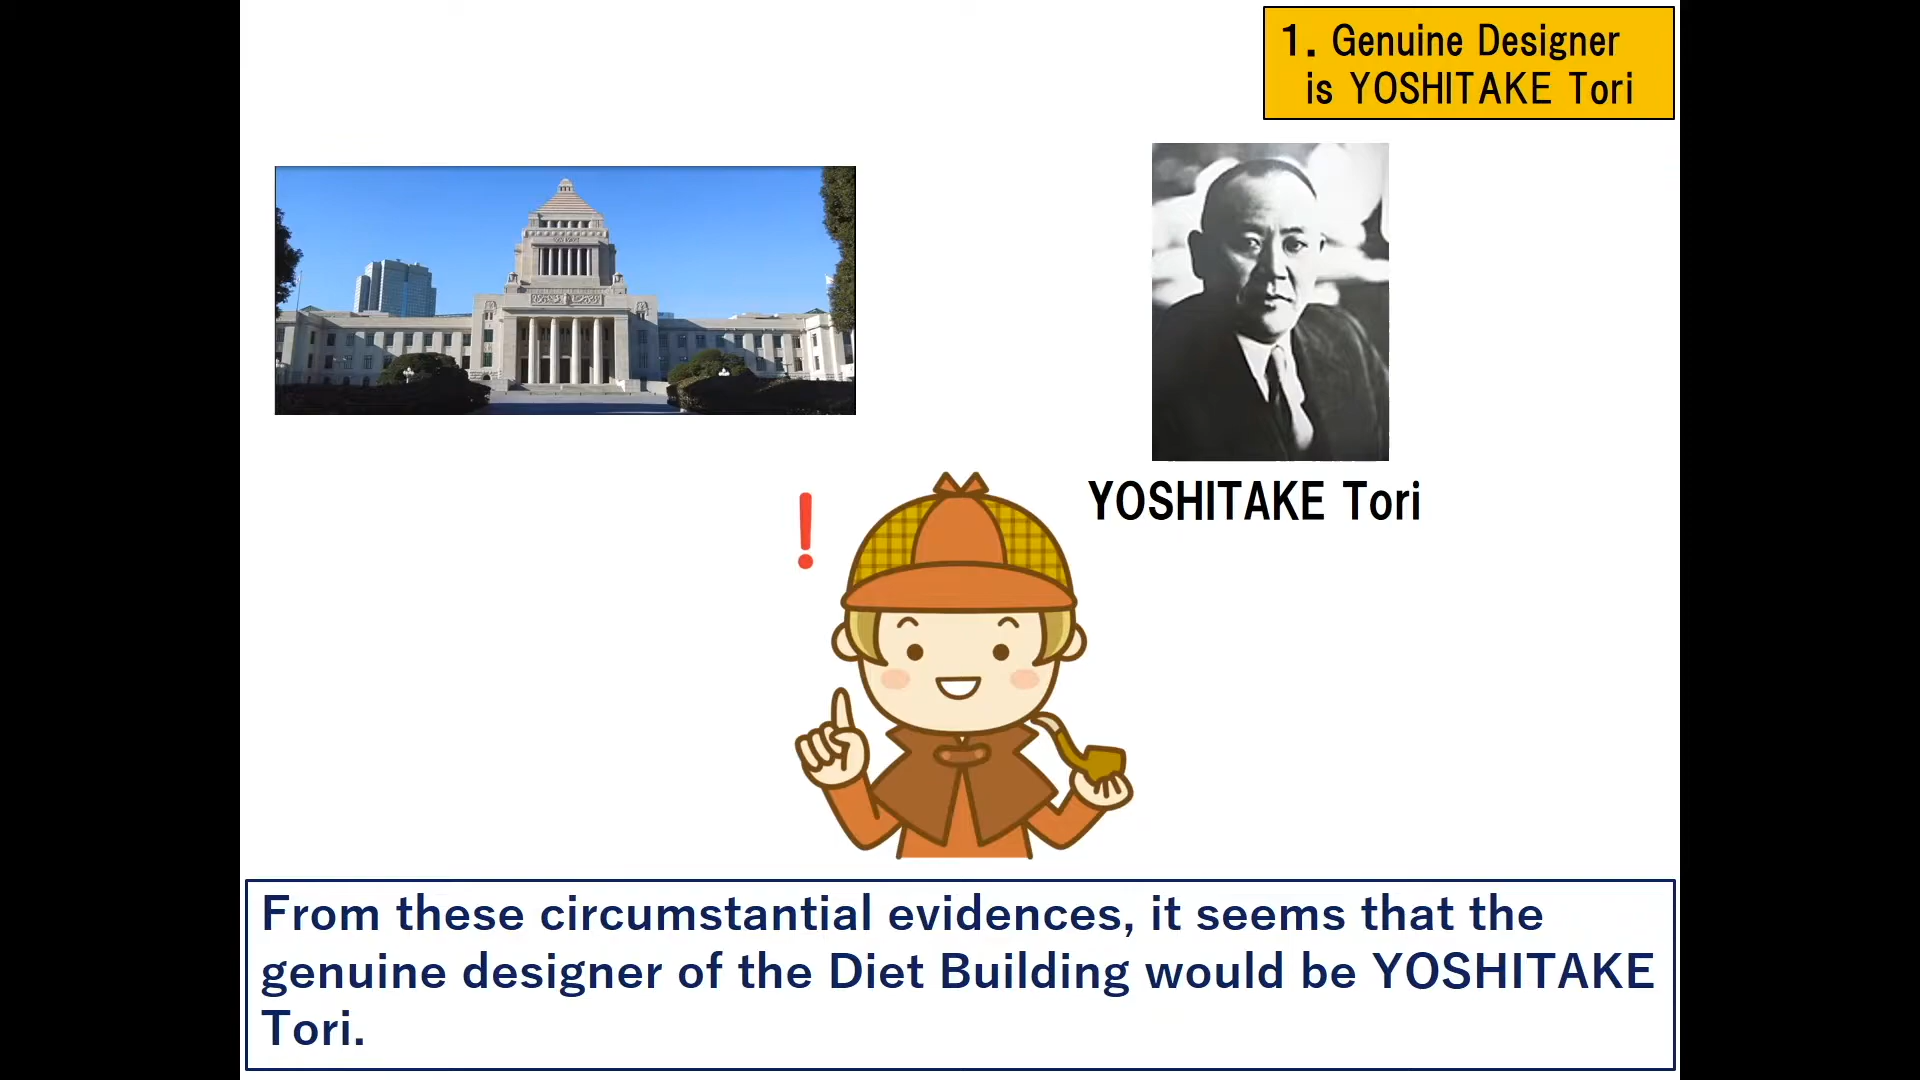 1. Genuine Designer
is YOSHITAKE Tori
YOSHITAKE Tori
From these circumstantial evidences, it seems that the
genuine designer of the Diet Building would be YOSHITAKE
Tori.